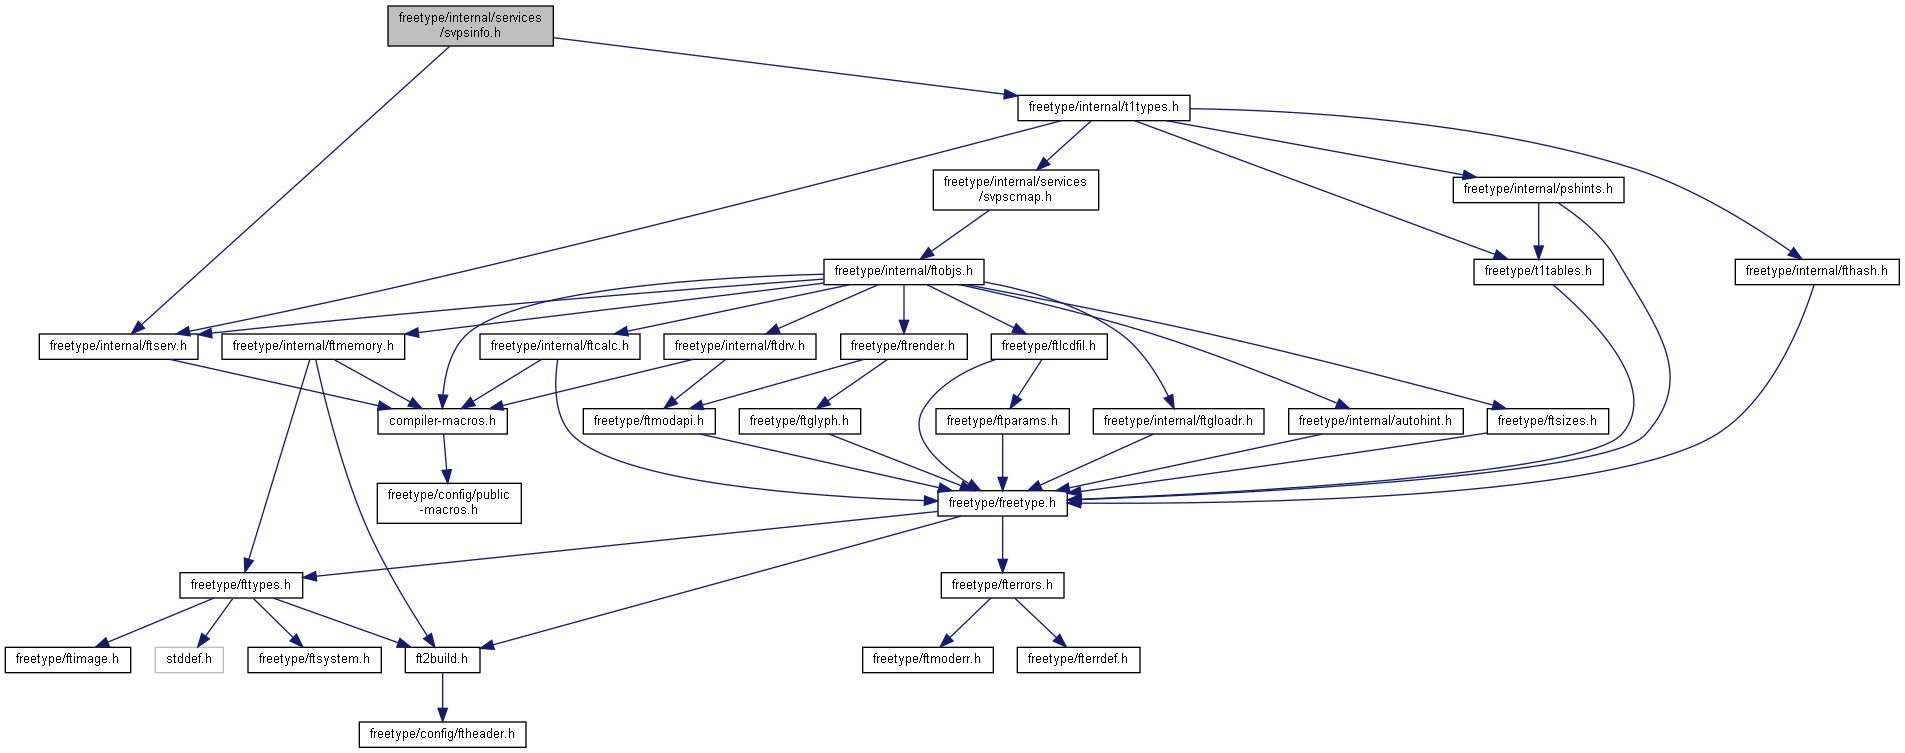 freetype/internal/services
/svpsinfo.h
freetype/internal/t1types.h
freetype/internal/services
/svpscmap.h
freetype/internal/pshints.h
freetype/internal/ftobjs.h
freetype/t1tables.h
freetype/internal/fthash.h
freetype/internal/ftserv.h
freetype/internal/ftmemory.h
freetype/internal/ftcalc.h
freetype/internal/ftdrv.h
freetype/ftrender.h
freetype/ftlcdfil.h
compiler-macros.h
freetype/ftmodapi.h
freetype/ftglyph.h
freetype/ftparams.h
freetype/internal/ftgloadr.h
freetype/internal/autohint.h
freetype/ftsizes.h
freetype/config/public
-macros.h
freetype/freetype.h
freetype/fttypes.h
freetype/fterrors.h
freetype/ftimage.h
stddef.h
freetype/ftsystem.h
ft2build.h
freetype/ftmoderr.h
freetype/fterrdef.h
freetype/config/ftheader.h